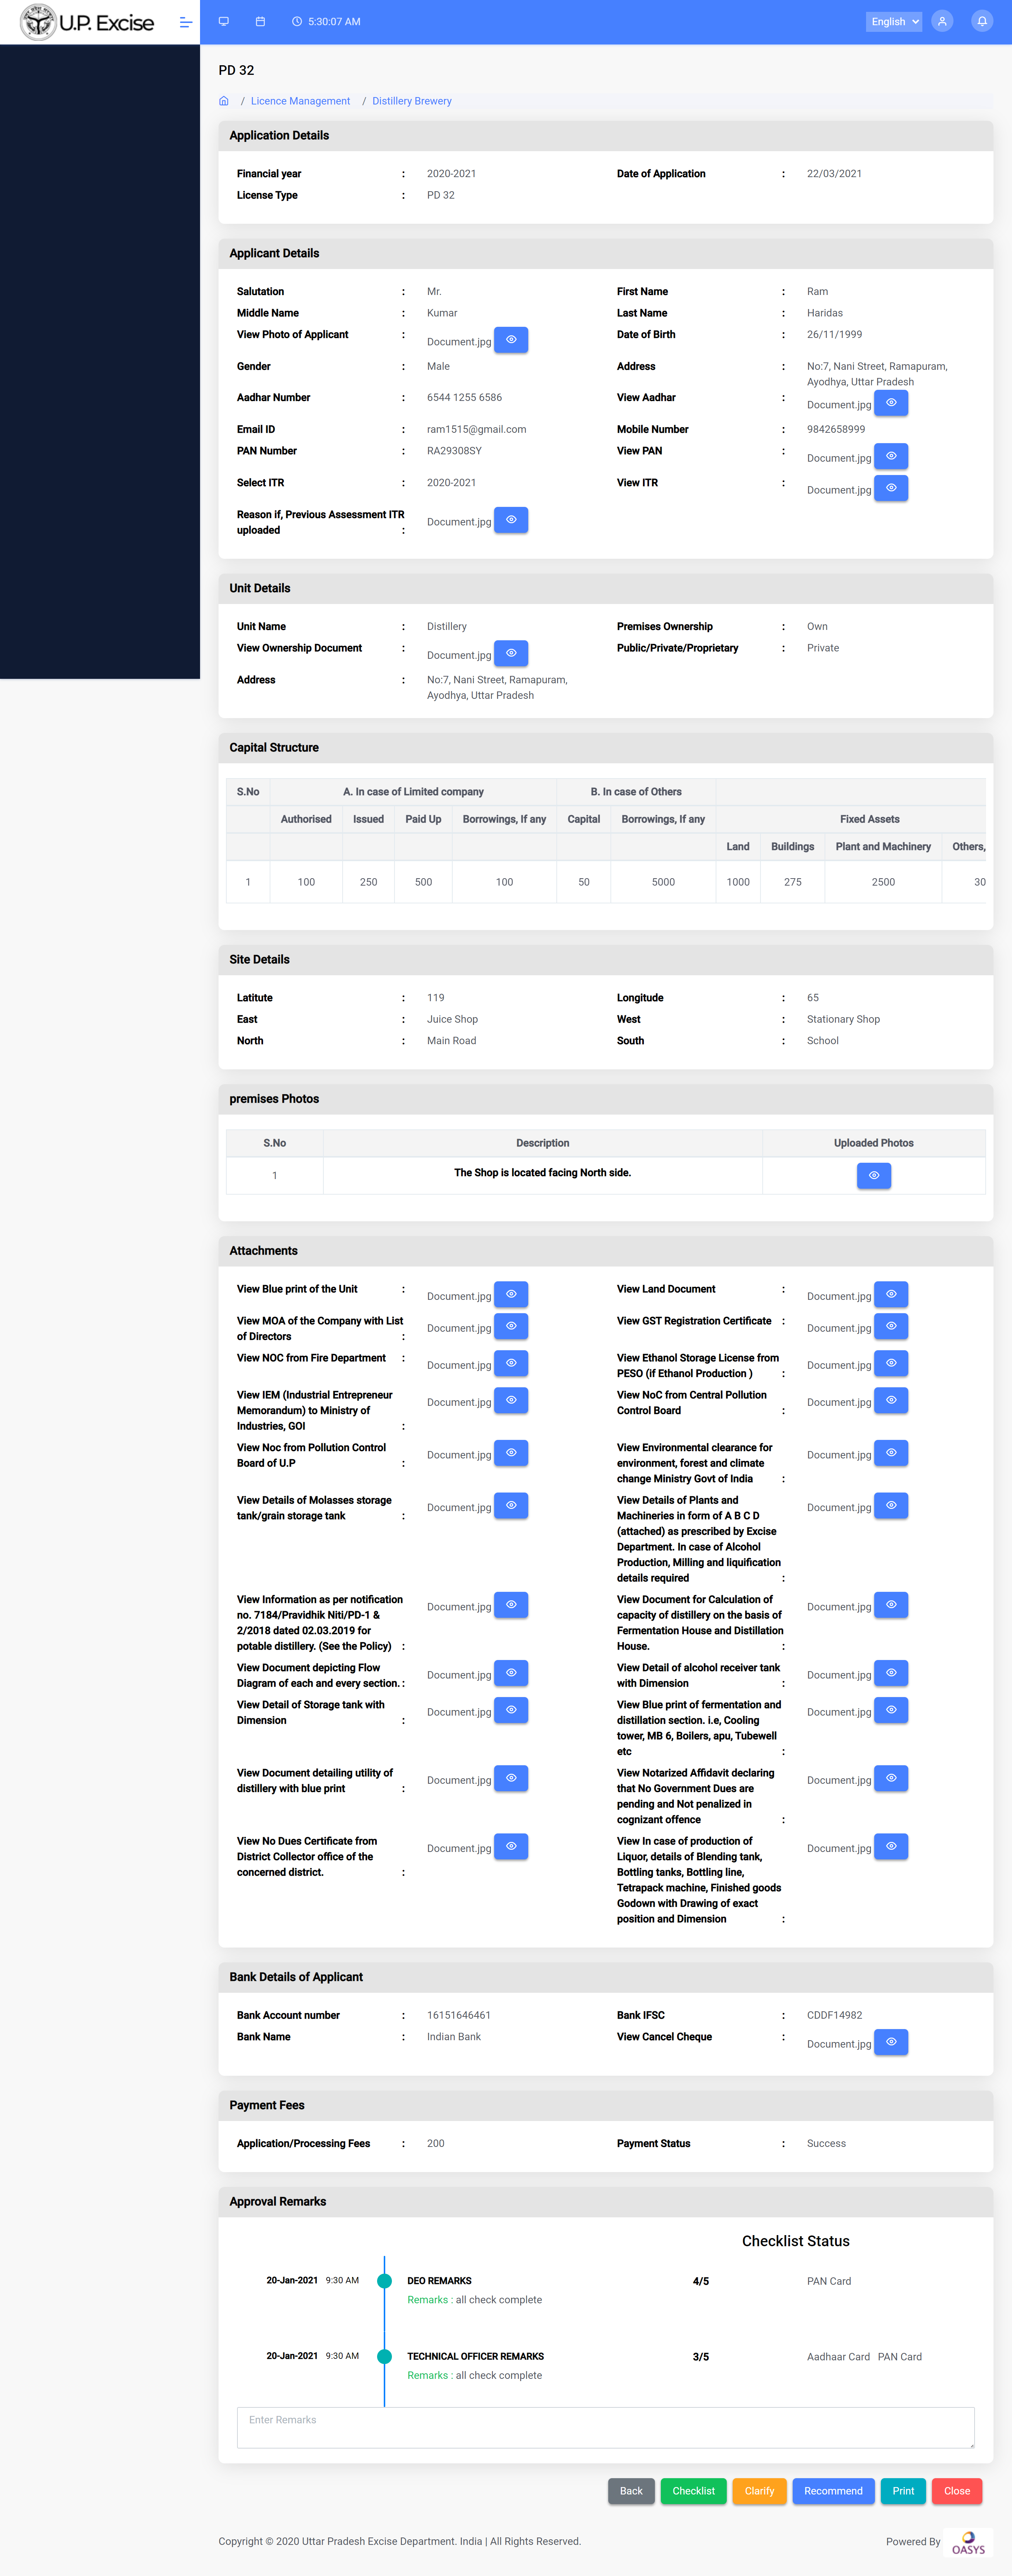 U.P. Excise
5:30:07 AM
English
PD 32
/ Licence Management / Distillery Brewery
Application Details
Financial year : 2020-2021 Date of Application : 22/03/2021
License Type : PD 32
Applicant Details
Salutation : Mr. First Name : Ram
Middle Name : Kumar Last Name : Haridas
View Photo of Applicant : Document.jpg Date of Birth : 26/11/1999
Gender : Male Address : No:7, Nani Street, Ramapuram,
Ayodhya, Uttar Pradesh
Aadhar Number : 6544 1255 6586 View Aadhar : Document.jpg
Email ID : ram1515@gmail.com Mobile Number : 9842658999
PAN Number : RA29308SY View PAN : Document.jpg
Select ITR : 2020-2021 View ITR : Document.jpg
Reason if, Previous Assessment ITR
uploaded : Document.jpg
Unit Details
Unit Name : Distillery Premises Ownership : Own
View Ownership Document : Document.jpg Public/Private/Proprietary : Private
Address : No:7, Nani Street, Ramapuram,
Ayodhya, Uttar Pradesh
Capital Structure
S.No A. In case of Limited company B. In case of Others
Authorised Issued Paid Up Borrowings, If any Capital Borrowings, If any Fixed Assets
Land Buildings Plant and Machinery Others,
1 100 250 500 100 50 5000 1000 275 2500 30
Site Details
Latitute : 119 Longitude : 65
East : Juice Shop West : Stationary Shop
North : Main Road South : School
premises Photos
S.No Description Uploaded Photos
1 The Shop is located facing North side.
Attachments
View Blue print of the Unit : Document.jpg View Land Document : Document.jpg
View MOA of the Company with List
of Directors : Document.jpg View GST Registration Certificate : Document.jpg
View NOC from Fire Department : Document.jpg View Ethanol Storage License from
PESO (if Ethanol Production ) : Document.jpg
View IEM (Industrial Entrepreneur
Memorandum) to Ministry of
Industries, GOI : Document.jpg
View NoC from Central Pollution
Control Board : Document.jpg
View Noc from Pollution Control
Board of U.P : Document.jpg
View Environmental clearance for
environment, forest and climate
change Ministry Govt of India : Document.jpg
View Details of Molasses storage
tank/grain storage tank : Document.jpg
View Details of Plants and
Machineries in form of A B C D
(attached) as prescribed by Excise
Department. In case of Alcohol
Production, Milling and liquification
details required : Document.jpg
View Information as per notification
no. 7184/Pravidhik Niti/PD-1 &
2/2018 dated 02.03.2019 for
potable distillery. (See the Policy) : Document.jpg
View Document for Calculation of
capacity of distillery on the basis of
Fermentation House and Distillation
House. : Document.jpg
View Document depicting Flow
Diagram of each and every section. : Document.jpg
View Detail of alcohol receiver tank
with Dimension : Document.jpg
View Detail of Storage tank with
Dimension : Document.jpg
View Blue print of fermentation and
distillation section. i.e, Cooling
tower, MB 6, Boilers, apu, Tubewell
etc : Document.jpg
View Document detailing utility of
distillery with blue print : Document.jpg
View Notarized Affidavit declaring
that No Government Dues are
pending and Not penalized in
cognizant offence : Document.jpg
View No Dues Certificate from
District Collector office of the
concerned district. : Document.jpg
View In case of production of
Liquor, details of Blending tank,
Bottling tanks, Bottling line,
Tetrapack machine, Finished goods
Godown with Drawing of exact
position and Dimension : Document.jpg
Bank Details of Applicant
Bank Account number : 16151646461 Bank IFSC : CDDF14982
Bank Name : Indian Bank View Cancel Cheque : Document.jpg
Payment Fees
Application/Processing Fees : 200 Payment Status : Success
Approval Remarks
Checklist Status
20-Jan-2021 9:30 AM DEO REMARKS 4/5 PAN Card
Remarks : all check complete
20-Jan-2021 9:30 AM TECHNICAL OFFICER REMARKS 3/5 Aadhaar Card PAN Card
Remarks : all check complete
Enter Remarks
Back Checklist Clarify Recommend Print Close
Copyright © 2020 Uttar Pradesh Excise Department. India | All Rights Reserved. Powered By OASYS